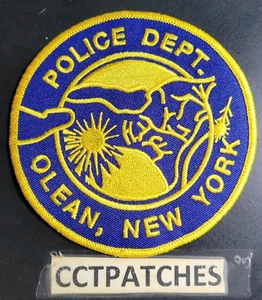 POLICE DEPT.
OLEAN, NEW YORK
CCTPATCHES